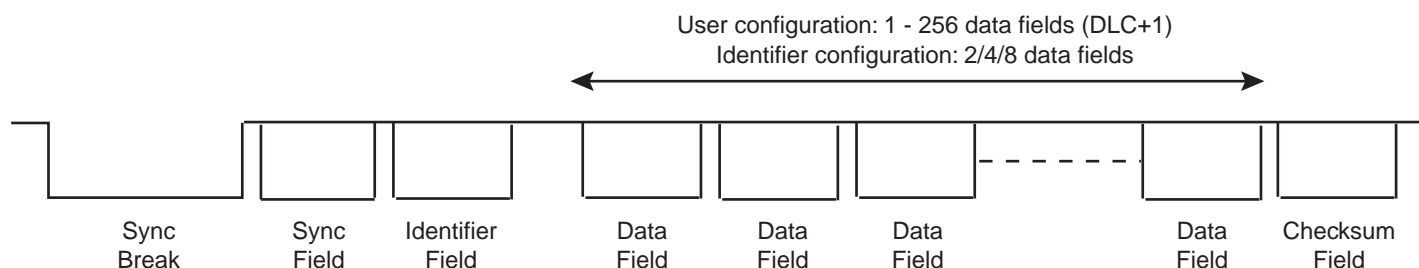 User configuration: 1 - 256 data fields (DLC+1)
Identifier configuration: 2/4/8 data fields
Sync Break
Sync Field
Identifier Field
Data Field
Data Field
Data Field
Data Field
Checksum Field